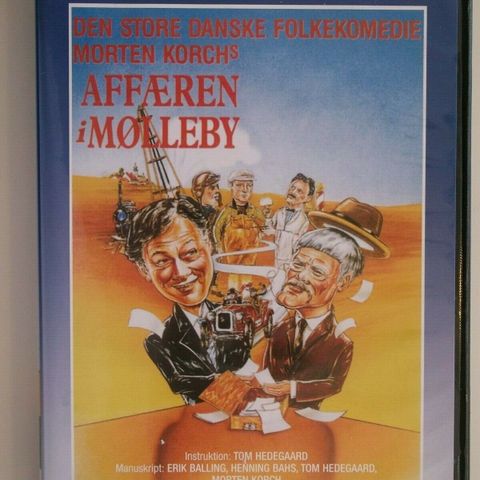 DEN STORE DANSKE FOLKEKOMEDIE
MORTEN KORCHS
AFFÆREN
i MØLLEBY
Instruktion: TOM HEDEGAARD
Manuskript: ERIK BALLING, HENNING BAHS, TOM HEDEGAARD,
MORTEN KORCH